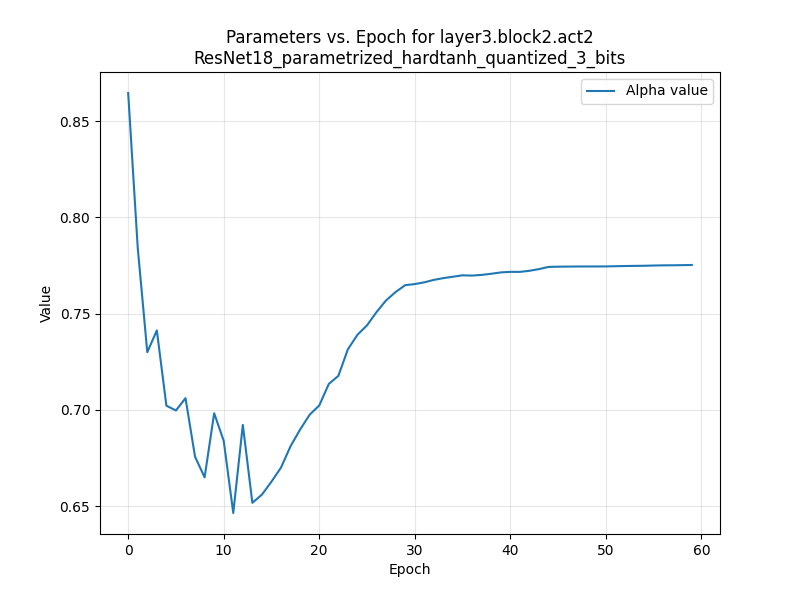 Parameters vs. Epoch for layer3.block2.act2
ResNet18_parametrized_hardtanh_quantized_3_bits
Alpha value
0.85
0.80
0.75
0.70
0.65
Value
0 10 20 30 40 50 60
Epoch